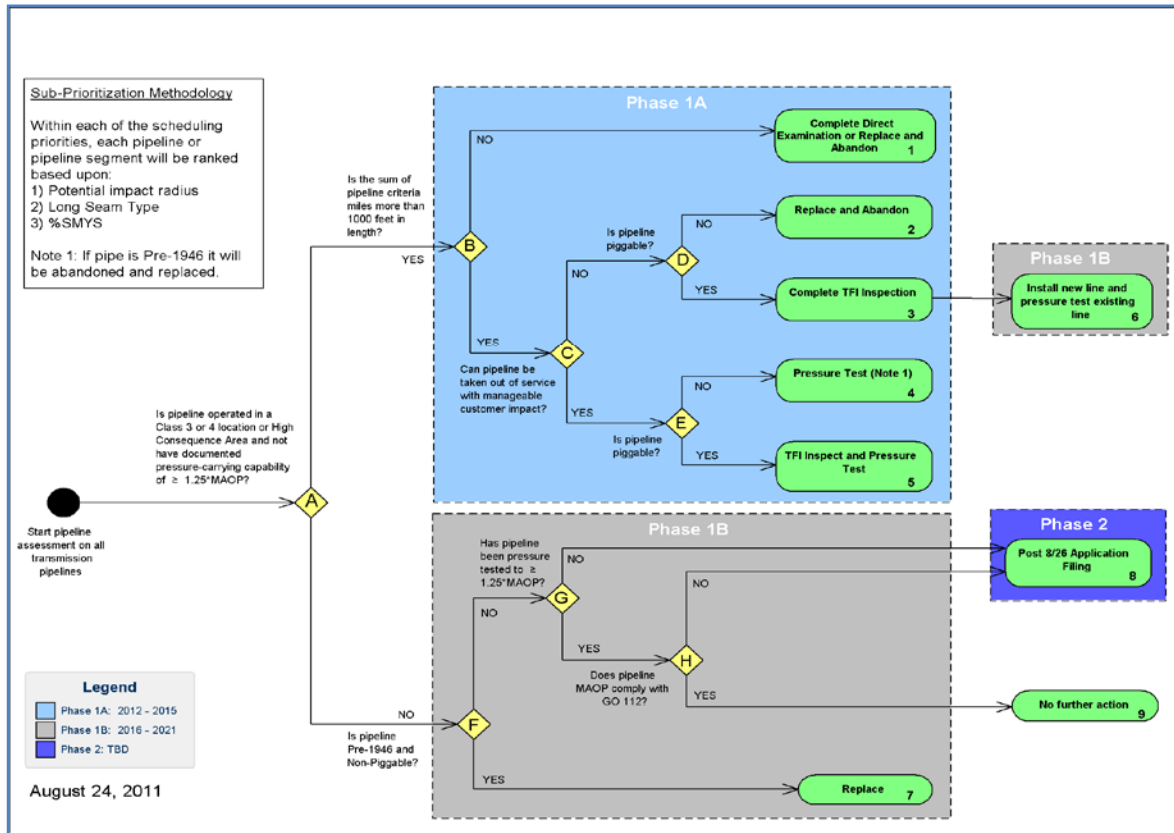 Sub-Prioritization Methodology
Within each of the scheduling
priorities, each pipeline or
pipeline segment will be ranked
based upon:
1) Potential impact radius
2) Long Seam Type
3) %SMYS
Note 1: If pipe is Pre-1946 it will
be abandoned and replaced.
Phase 1A
NO
Complete Direct
Examination or Replace and
Abandon
1
Is the sum of
pipeline criteria
miles more than
1000 feet in
length?
B
YES
NO
Replace and Abandon
2
Is pipeline
piggable?
D
NO
YES
Complete TFI Inspection
3
Phase 1B
Install new line and
pressure test existing
line
6
YES
C
Can pipeline be
taken out of service
with manageable
customer impact?
Pressure Test (Note 1)
4
NO
YES
E
Is pipeline
piggable?
YES
TFI Inspect and Pressure
Test
5
Is pipeline operated in a
Class 3 or 4 location or High
Consequence Area and not
have documented
pressure-carrying capability
of ≥ 1.25*MAOP?
A
Start pipeline
assessment on all
transmission
pipelines
Phase 1B
Has pipeline
been pressure
tested to ≥
1.25*MAOP?
NO
G
Phase 2
Post 8/26 Application
Filing
8
NO
NO
YES
H
Does pipeline
MAOP comply with
GO 112?
YES
No further action
9
NO
F
Is pipeline
Pre-1946 and
Non-Piggable?
YES
Replace
7
Legend
Phase 1A: 2012 - 2015
Phase 1B: 2016 - 2021
Phase 2: TBD
August 24, 2011